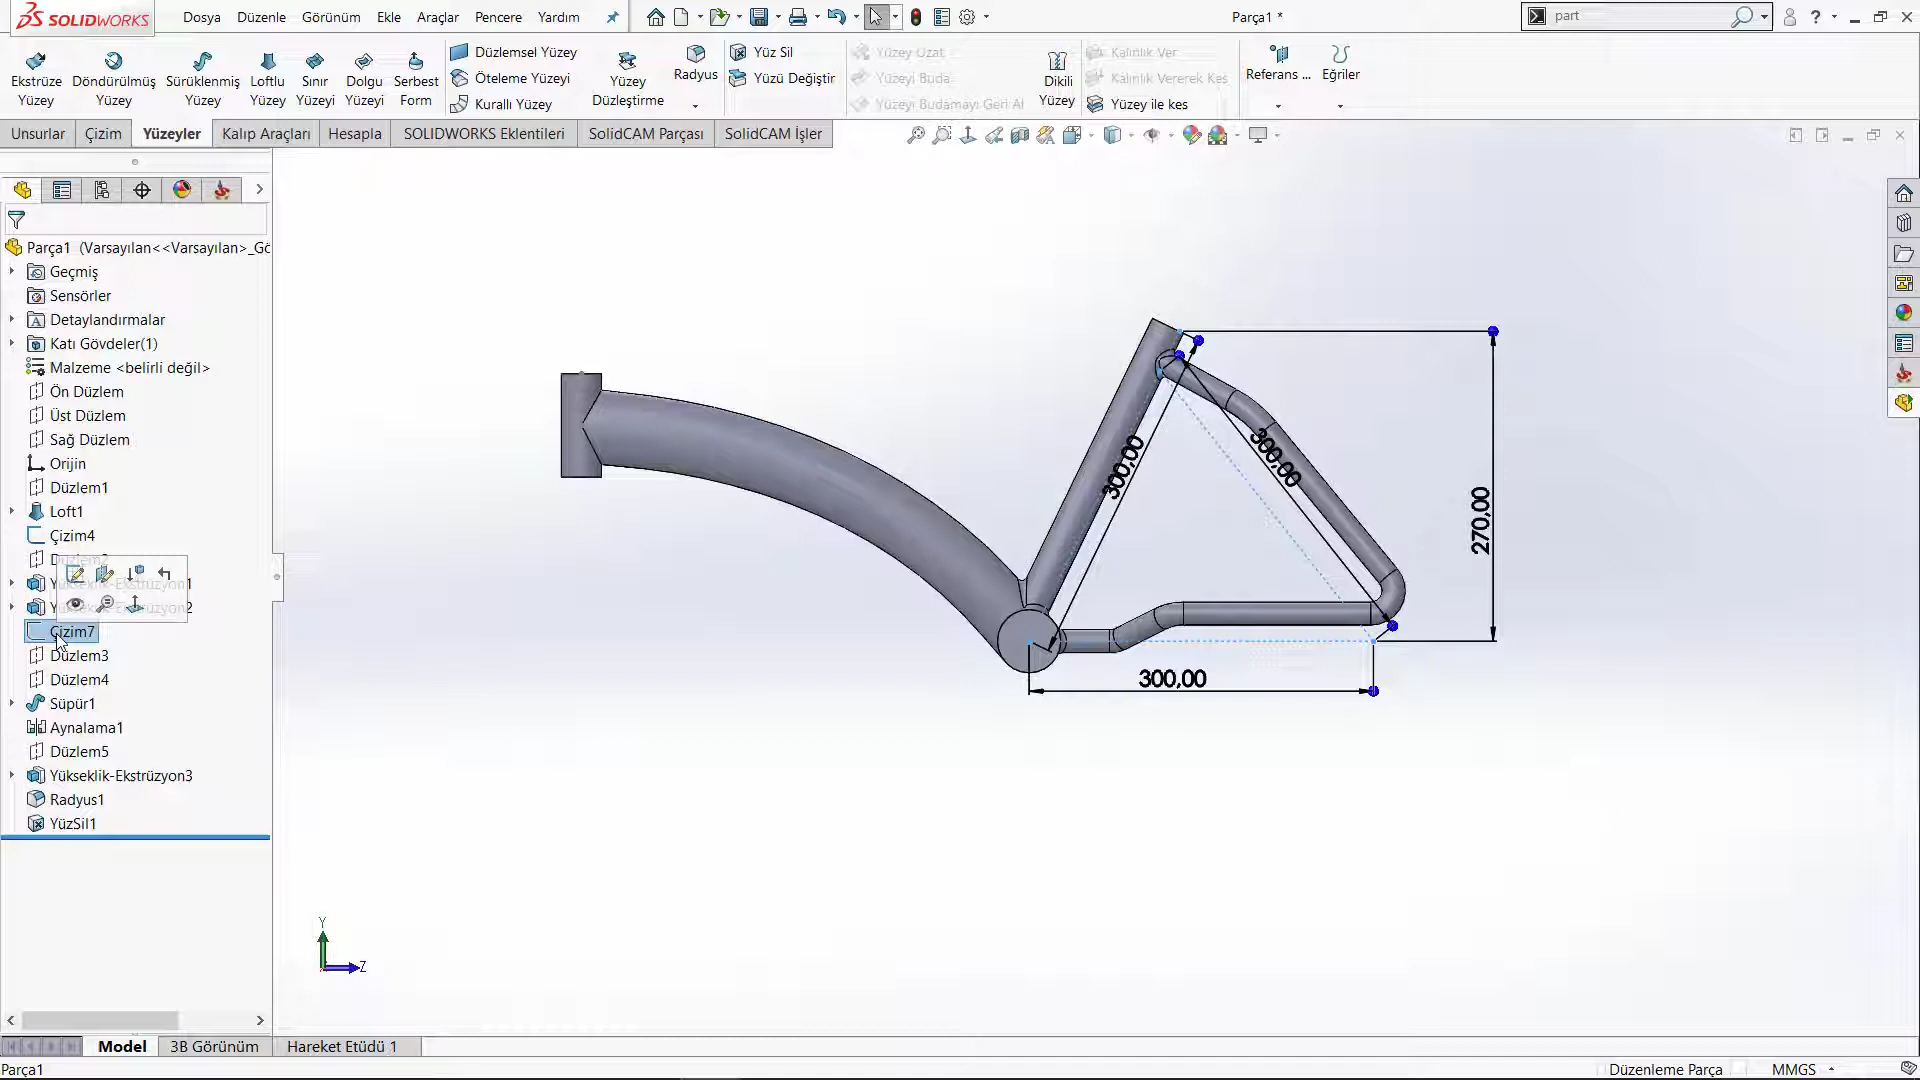 SOLIDWORKS
Dosya Düzenle Görünüm Ekle Araçlar Pencere Yardım
Parça1 *
part
Ekstrüze Yüzey
Döndürülmüş Yüzey
Sürüklenmiş Yüzey
Loftlu Yüzey
Sınır Yüzeyi
Dolgu Yüzeyi
Serbest Form
Düzlemsel Yüzey
Öteleme Yüzeyi
Kurallı Yüzey
Yüzey Düzleştirme
Radyus
Yüz Sil
Yüzü Değiştir
Yüzey Uzat
Yüzeyi Buda
Yüzeyi Budamayı Geri Al
Dikili Yüzey
Kalınlık Ver
Kalınlık Vererek Kes
Yüzey ile kes
Referans ...
Eğriler
Unsurlar Çizim Yüzeyler Kalıp Araçları Hesapla SOLIDWORKS Eklentileri SolidCAM Parçası SolidCAM İşler
Parça1 (Varsayılan<<Varsayılan>_Gö
Geçmiş
Sensörler
Detaylandırmalar
Katı Gövdeler(1)
Malzeme <belirli değil>
Ön Düzlem
Üst Düzlem
Sağ Düzlem
Orijin
Düzlem1
Loft1
Çizim4
Düzlem2
Yükseklik-Ekstrüzyon1
Yükseklik-Ekstrüzyon2
Çizim7
Düzlem3
Düzlem4
Süpür1
Aynalama1
Düzlem5
Yükseklik-Ekstrüzyon3
Radyus1
YüzSil1
300,00
300,00
270,00
300,00
Y
Z
Model 3B Görünüm Hareket Etüdü 1
Parça1
Düzenleme Parça
MMGS